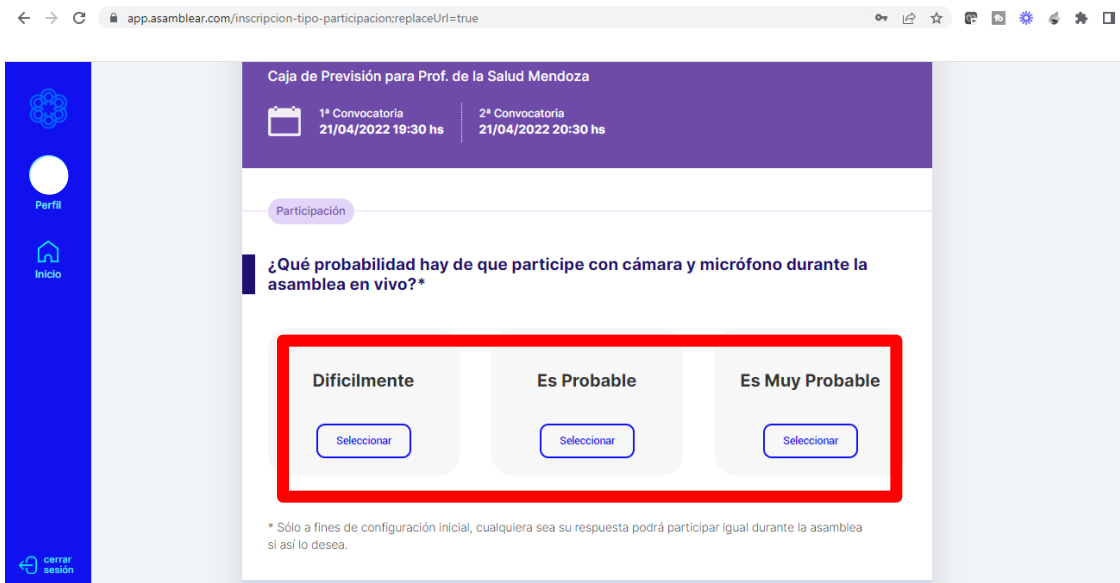 app.asamblear.com/inscripcion-tipo-participacion;replaceUrl=true
Caja de Previsión para Prof. de la Salud Mendoza
1ª Convocatoria
21/04/2022 19:30 hs
2ª Convocatoria
21/04/2022 20:30 hs
Perfil
Inicio
Participación
¿Qué probabilidad hay de que participe con cámara y micrófono durante la
asamblea en vivo?*
Dificilmente
Es Probable
Es Muy Probable
Seleccionar
Seleccionar
Seleccionar
* Sólo a fines de configuración inicial, cualquiera sea su respuesta podrá participar igual durante la asamblea
si así lo desea.
cerrar
sesión